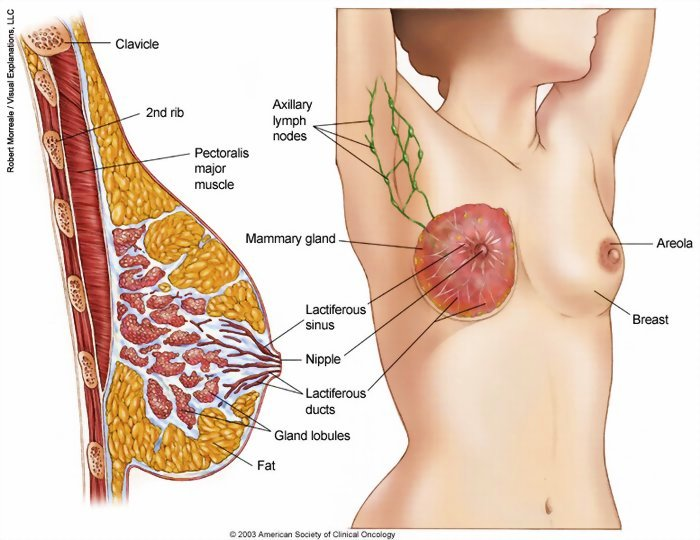 Robert Morreale / Visual Explanations, LLC
Clavicle
2nd rib
Pectoralis
major
muscle
Axillary
lymph
nodes
Mammary gland
Areola
Lactiferous
sinus
Breast
Nipple
Lactiferous
ducts
Gland lobules
Fat
© 2003 American Society of Clinical Oncology